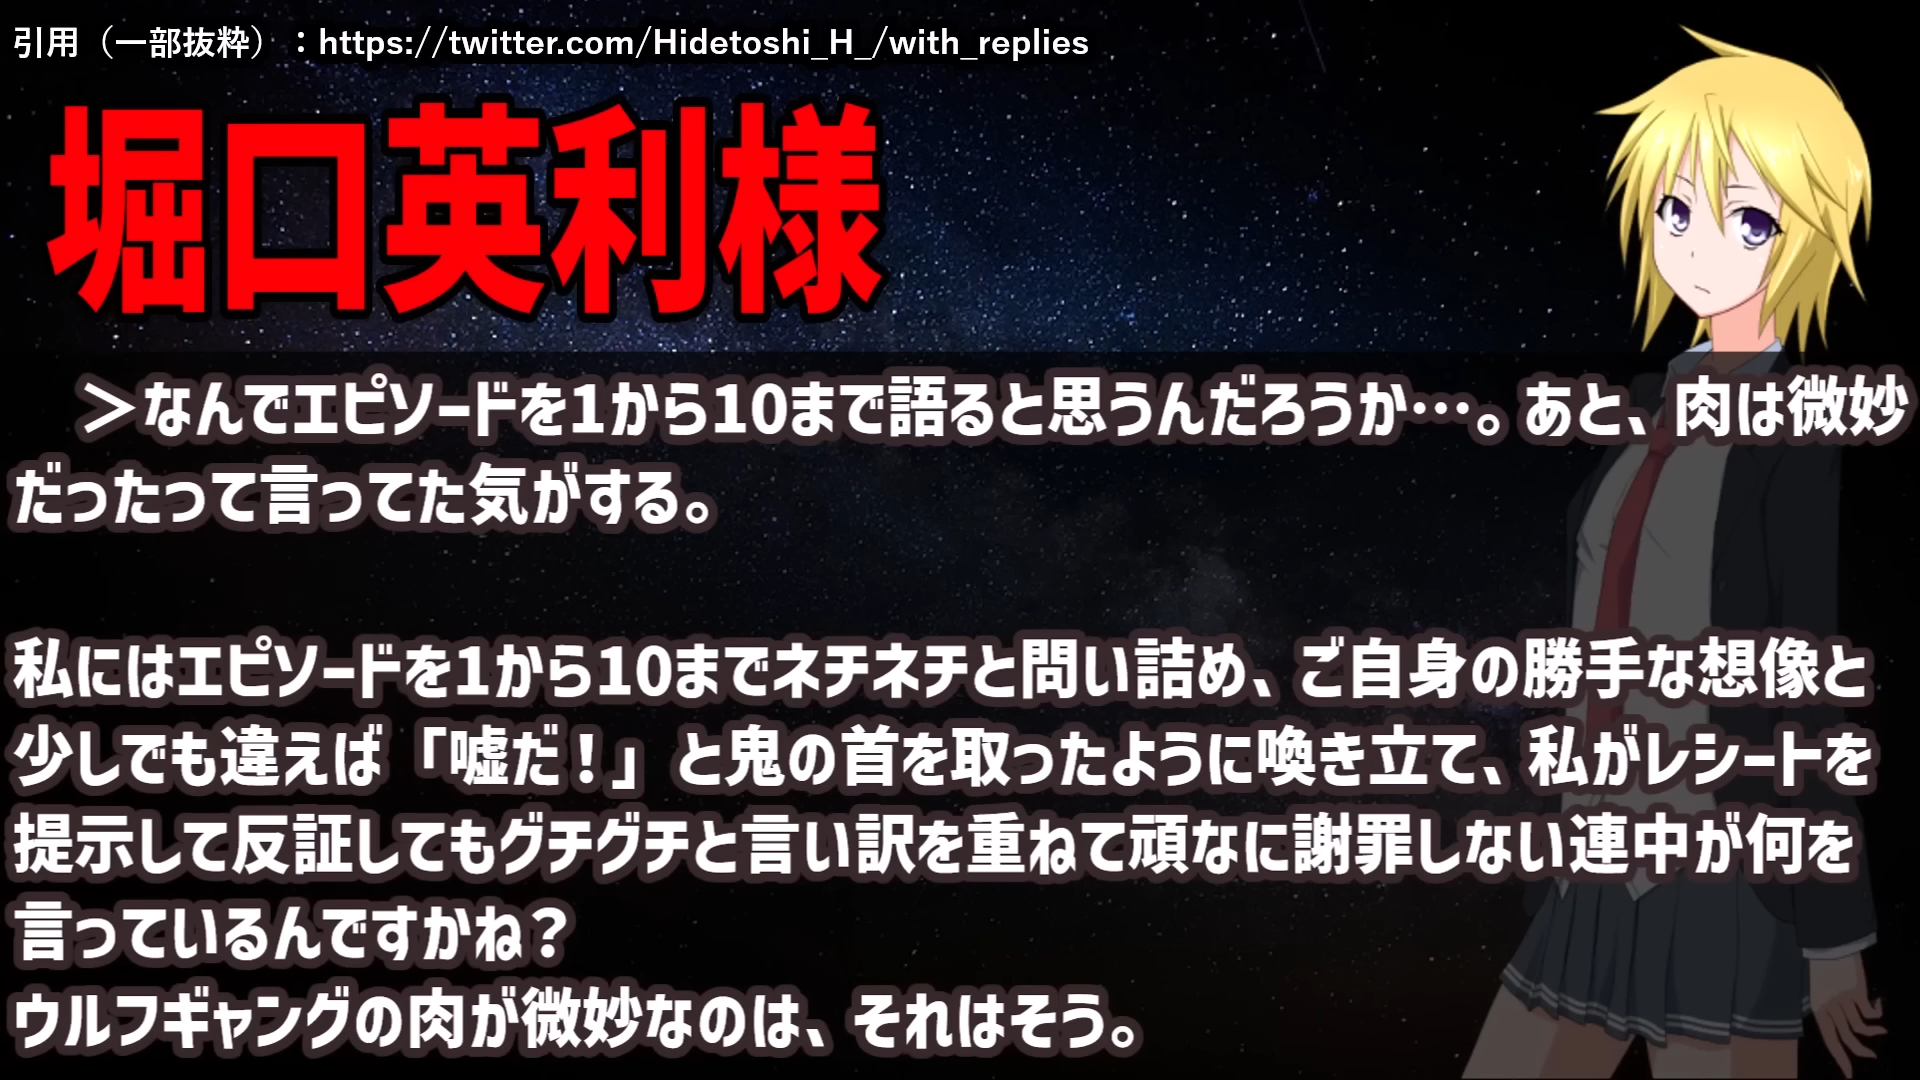 引用（一部抜粋）：https://twitter.com/Hidetoshi_H_/with_replies
堀口英利様
＞なんでエピソードを1から10まで語ると思うんだろうか…。あと、肉は微妙
だったって言ってた気がする。
私にはエピソードを1から10までネチネチと問い詰め、ご自身の勝手な想像と
少しでも違えば「嘘だ！」と鬼の首を取ったように喚き立て、私がレシートを
提示して反証してもグチグチと言い訳を重ねて頑なに謝罪しない連中が何を
言っているんですかね？
ウルフギャングの肉が微妙なのは、それはそう。